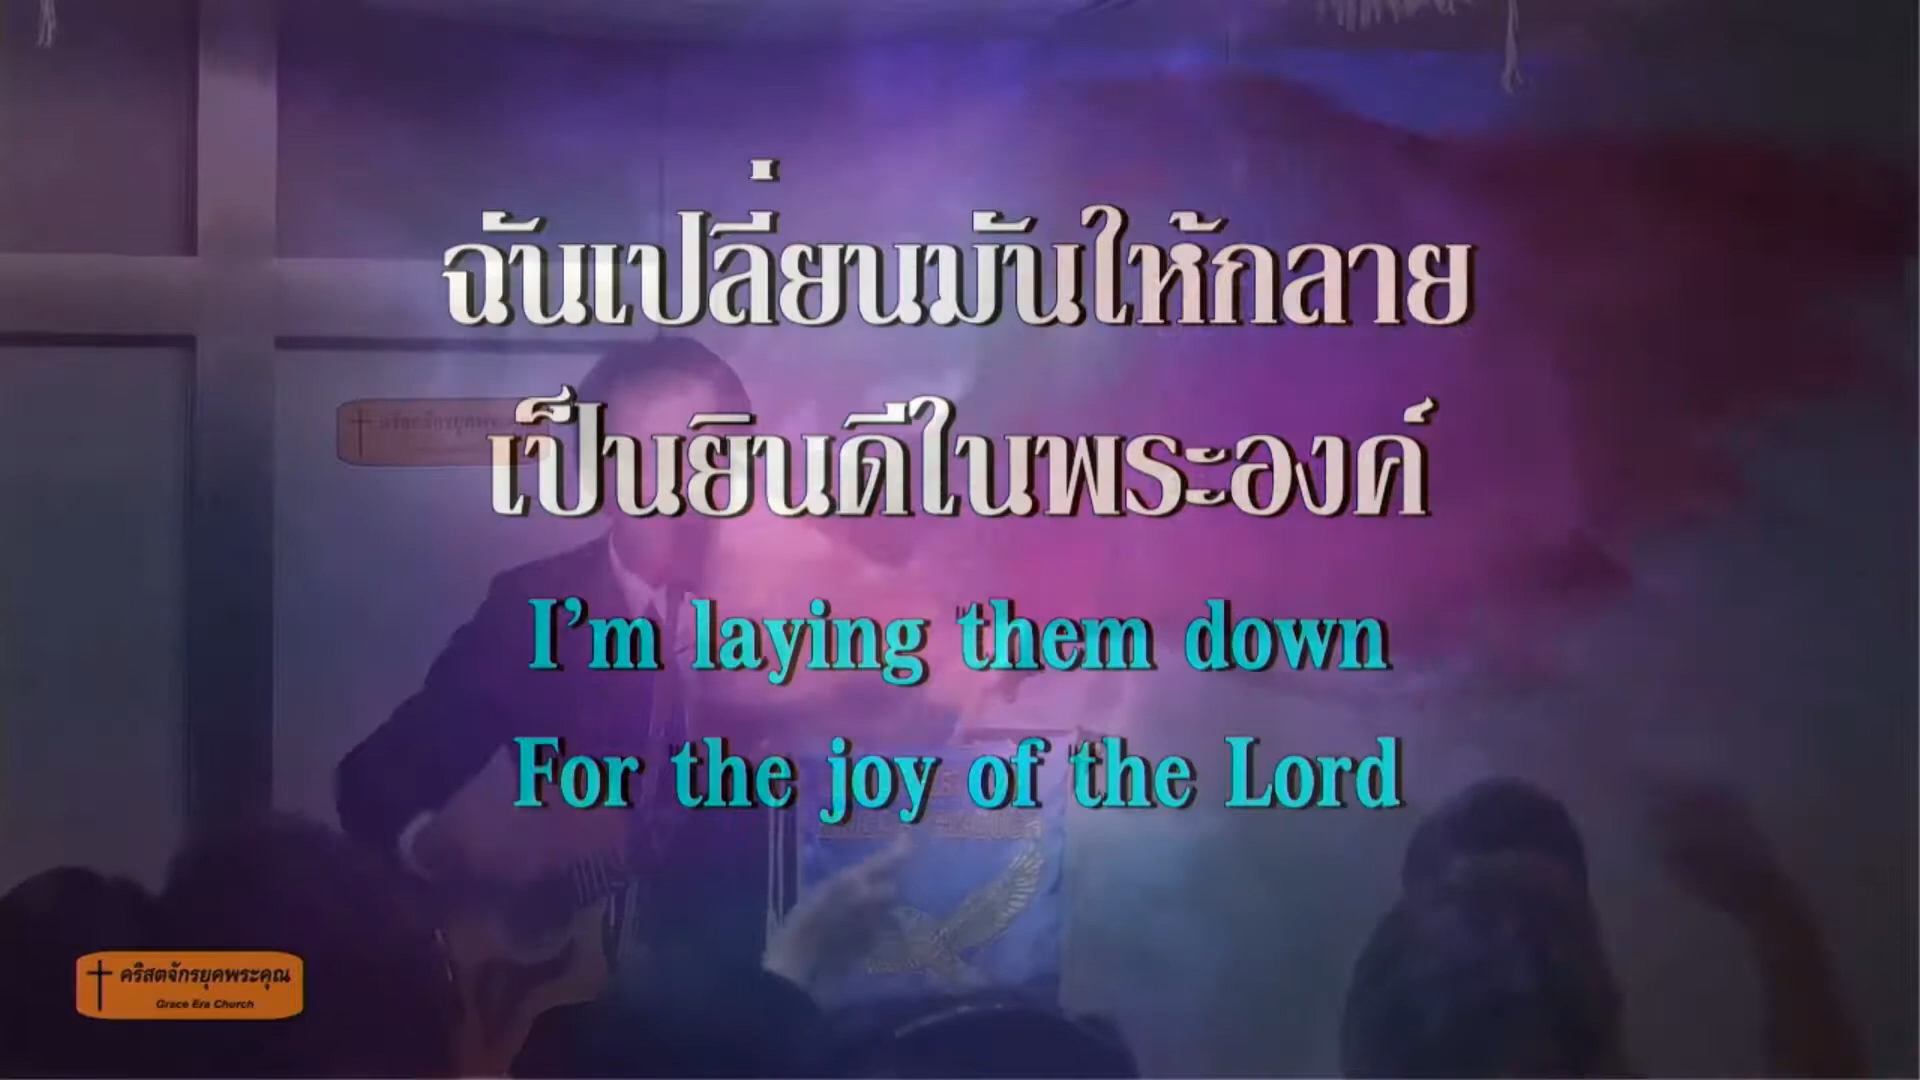 ฉันเปลี่ยนมันให้กลาย
เป็นยินดีในพระองค์
I'm laying them down
For the joy of the Lord
คริสตจักรยุคพระคุณ
Grace Era Church